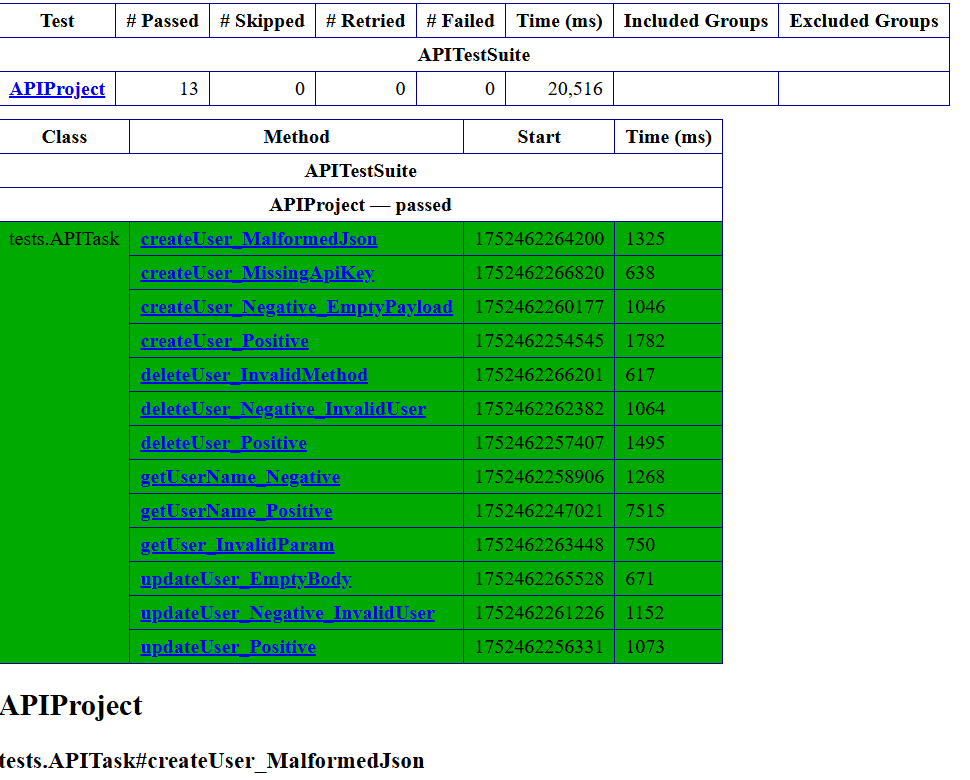 Test # Passed # Skipped # Retried # Failed Time (ms) Included Groups Excluded Groups
APITestSuite
APIProject 13 0 0 0 20,516
Class Method Start Time (ms)
APITestSuite
APIProject — passed
tests.APITask createUser_MalformedJson 1752462264200 1325
createUser_MissingApiKey 1752462266820 638
createUser_Negative_EmptyPayload 1752462260177 1046
createUser_Positive 1752462254545 1782
deleteUser_InvalidMethod 1752462266201 617
deleteUser_Negative_InvalidUser 1752462262382 1064
deleteUser_Positive 1752462257407 1495
getUserName_Negative 1752462258906 1268
getUserName_Positive 1752462247021 7515
getUser_InvalidParam 1752462263448 750
updateUser_EmptyBody 1752462265528 671
updateUser_Negative_InvalidUser 1752462261226 1152
updateUser_Positive 1752462256331 1073
APIProject
tests.APITask#createUser_MalformedJson